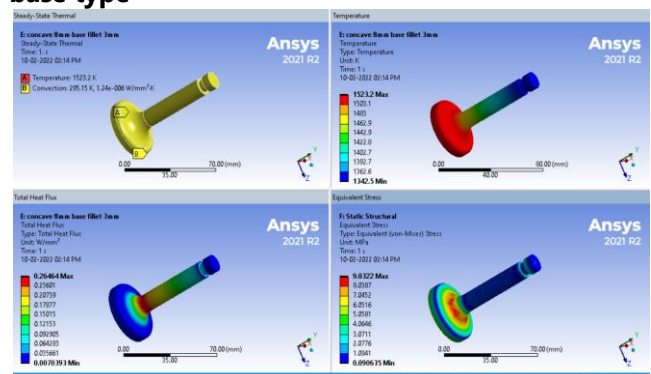 base type
Steady-State Thermal
E: concave 8mm base fillet 3mm
Steady-State Thermal
Time: 1. s
10-02-2022 02:14 PM
A Temperature: 1523.2 K
B Convection: 295.15 K, 1.24e-006 W/mm²·K
Ansys
2021 R2
A
B
0.00
70.00 (mm)
35.00
Y
Z
Temperature
E: concave 8mm base fillet 3mm
Temperature
Type: Temperature
Unit: K
Time: 1 s
10-02-2022 02:14 PM
1523.2 Max
1503.1
1483
1462.9
1442.9
1422.8
1402.7
1382.7
1362.6
1342.5 Min
Ansys
2021 R2
0.00
80.00 (mm)
40.00
Y
Z
Total Heat Flux
E: concave 8mm base fillet 3mm
Total Heat Flux
Type: Total Heat Flux
Unit: W/mm²
Time: 1 s
10-02-2022 02:14 PM
0.26464 Max
0.23601
0.20739
0.17877
0.15015
0.12153
0.092905
0.064283
0.035661
0.0070393 Min
Ansys
2021 R2
0.00
70.00 (mm)
35.00
Y
Z
Equivalent Stress
F: Static Structural
Equivalent Stress
Type: Equivalent (von-Mises) Stress
Unit: MPa
Time: 1 s
10-02-2022 02:14 PM
9.0322 Max
8.0387
7.0452
6.0516
5.0581
4.0646
3.0711
2.0776
1.0841
0.090635 Min
Ansys
2021 R2
0.00
70.00 (mm)
35.00
Y
Z